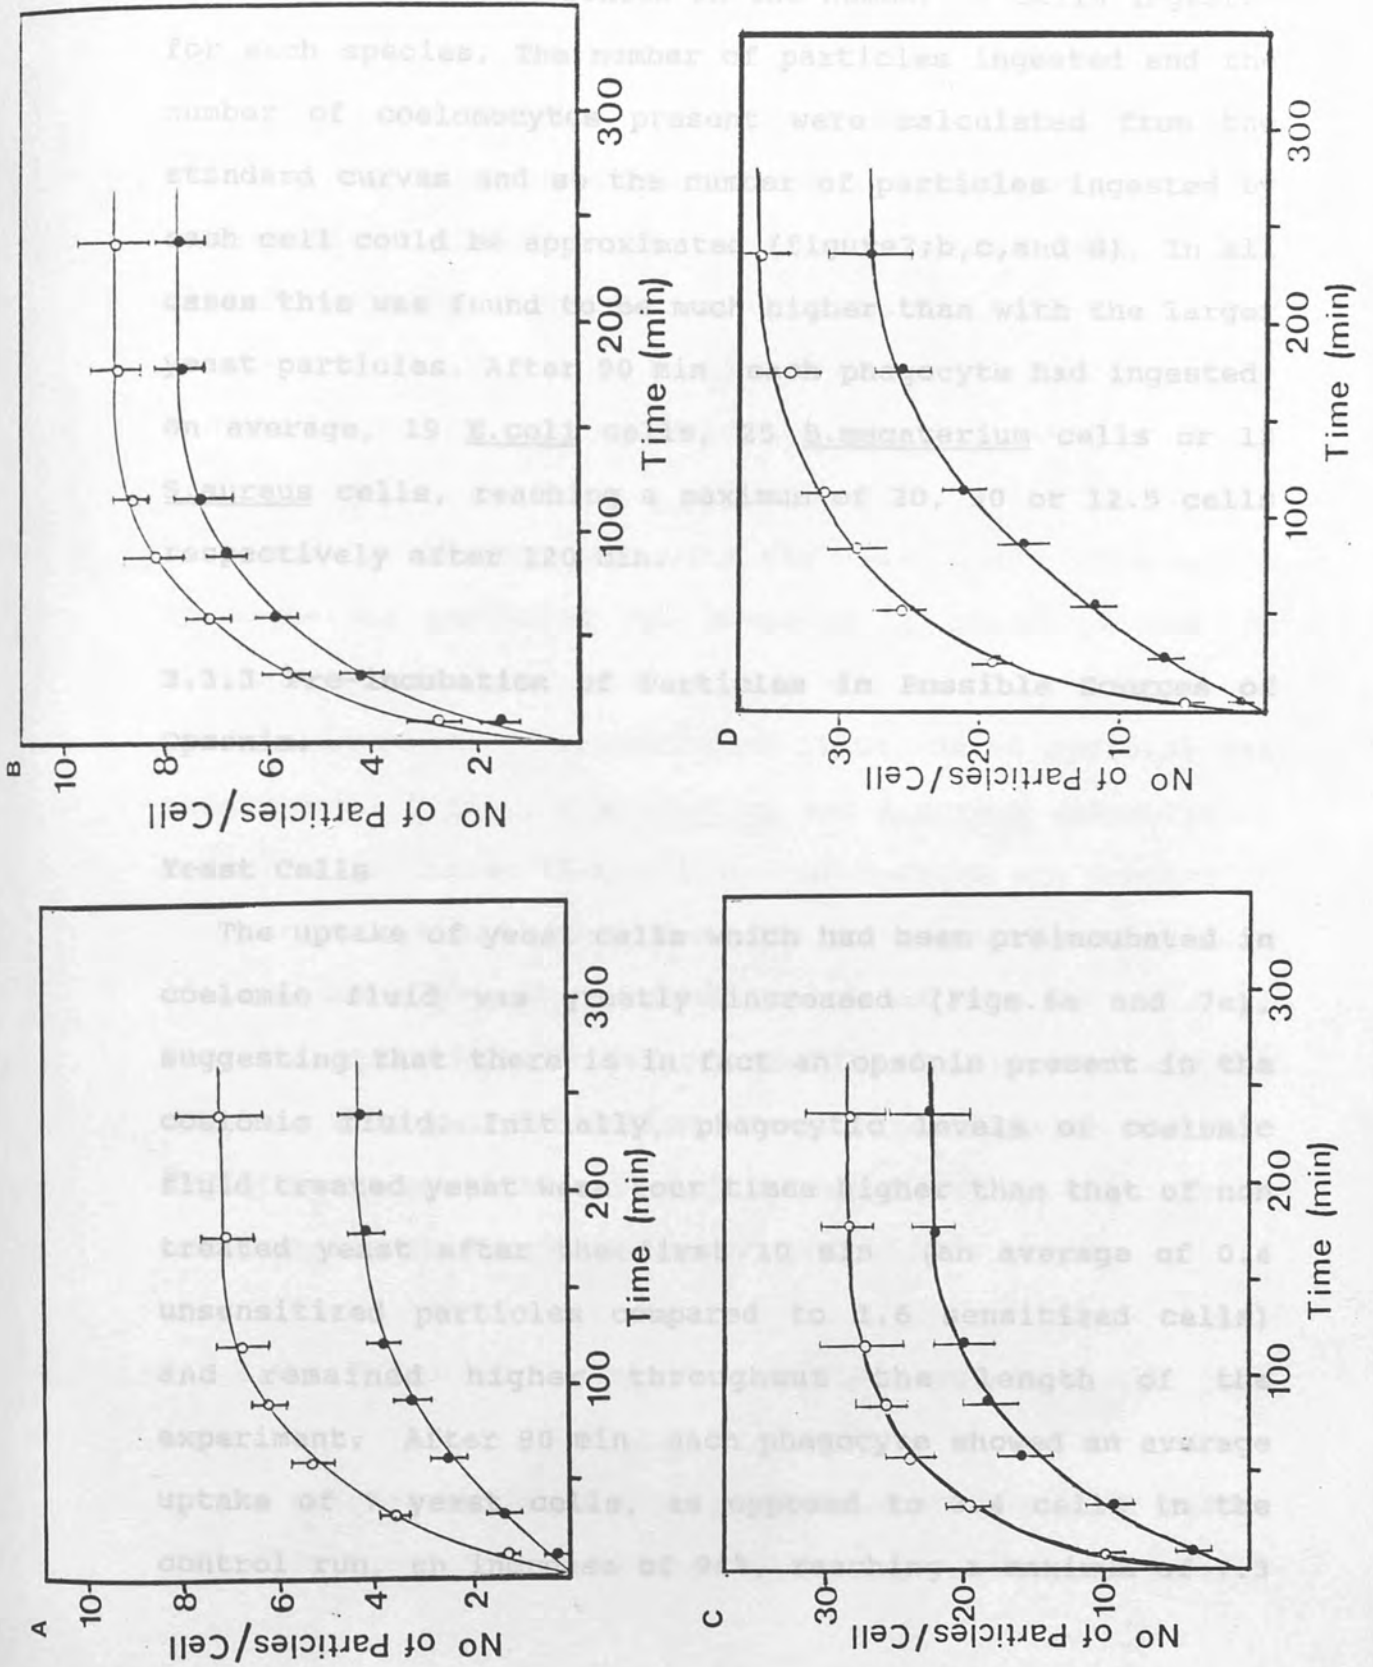 for each species. The number of particles ingested and the
number of coelomocytes present were calculated from the
standard curves and so the number of particles ingested by
each cell could be approximated (figure7;b,c,and d). In all
cases this was found to be much higher than with the larger
yeast particles. After 90 min each phagocyte had ingested
on average, 19 E.coli cells, 25 B.megaterium cells or 1
S.aureus cells, reaching a maximum of 20, 30 or 12.5 cells
respectively after 120 min.
3.3.3 Pre-incubation of Particles in Possible Sources of
Opsonin.
Yeast Cells
The uptake of yeast cells which had been preincubated in
coelomic fluid was greatly increased (Figs.6a and 7a),
suggesting that there is in fact an opsonin present in the
coelomic fluid. Initially, phagocytic levels of coelomic
fluid treated yeast were four times higher than that of non
treated yeast after the first 10 min (an average of 0.4
unsensitized particles compared to 1.6 sensitized cells)
and remained higher throughout the length of the
experiment. After 90 min each phagocyte showed an average
uptake of yeast cells, as opposed to cells in the
control run, an increase of reaching a maximum of
A
10
8
6
4
2
Nº of Particles/Cell
100
200
300
Time (min)
B
10
8
6
4
2
Nº of Particles/Cell
100
200
300
Time (min)
C
30
20
10
Nº of Particles/Cell
100
200
300
Time (min)
D
30
20
10
Nº of Particles/Cell
100
200
300
Time (min)